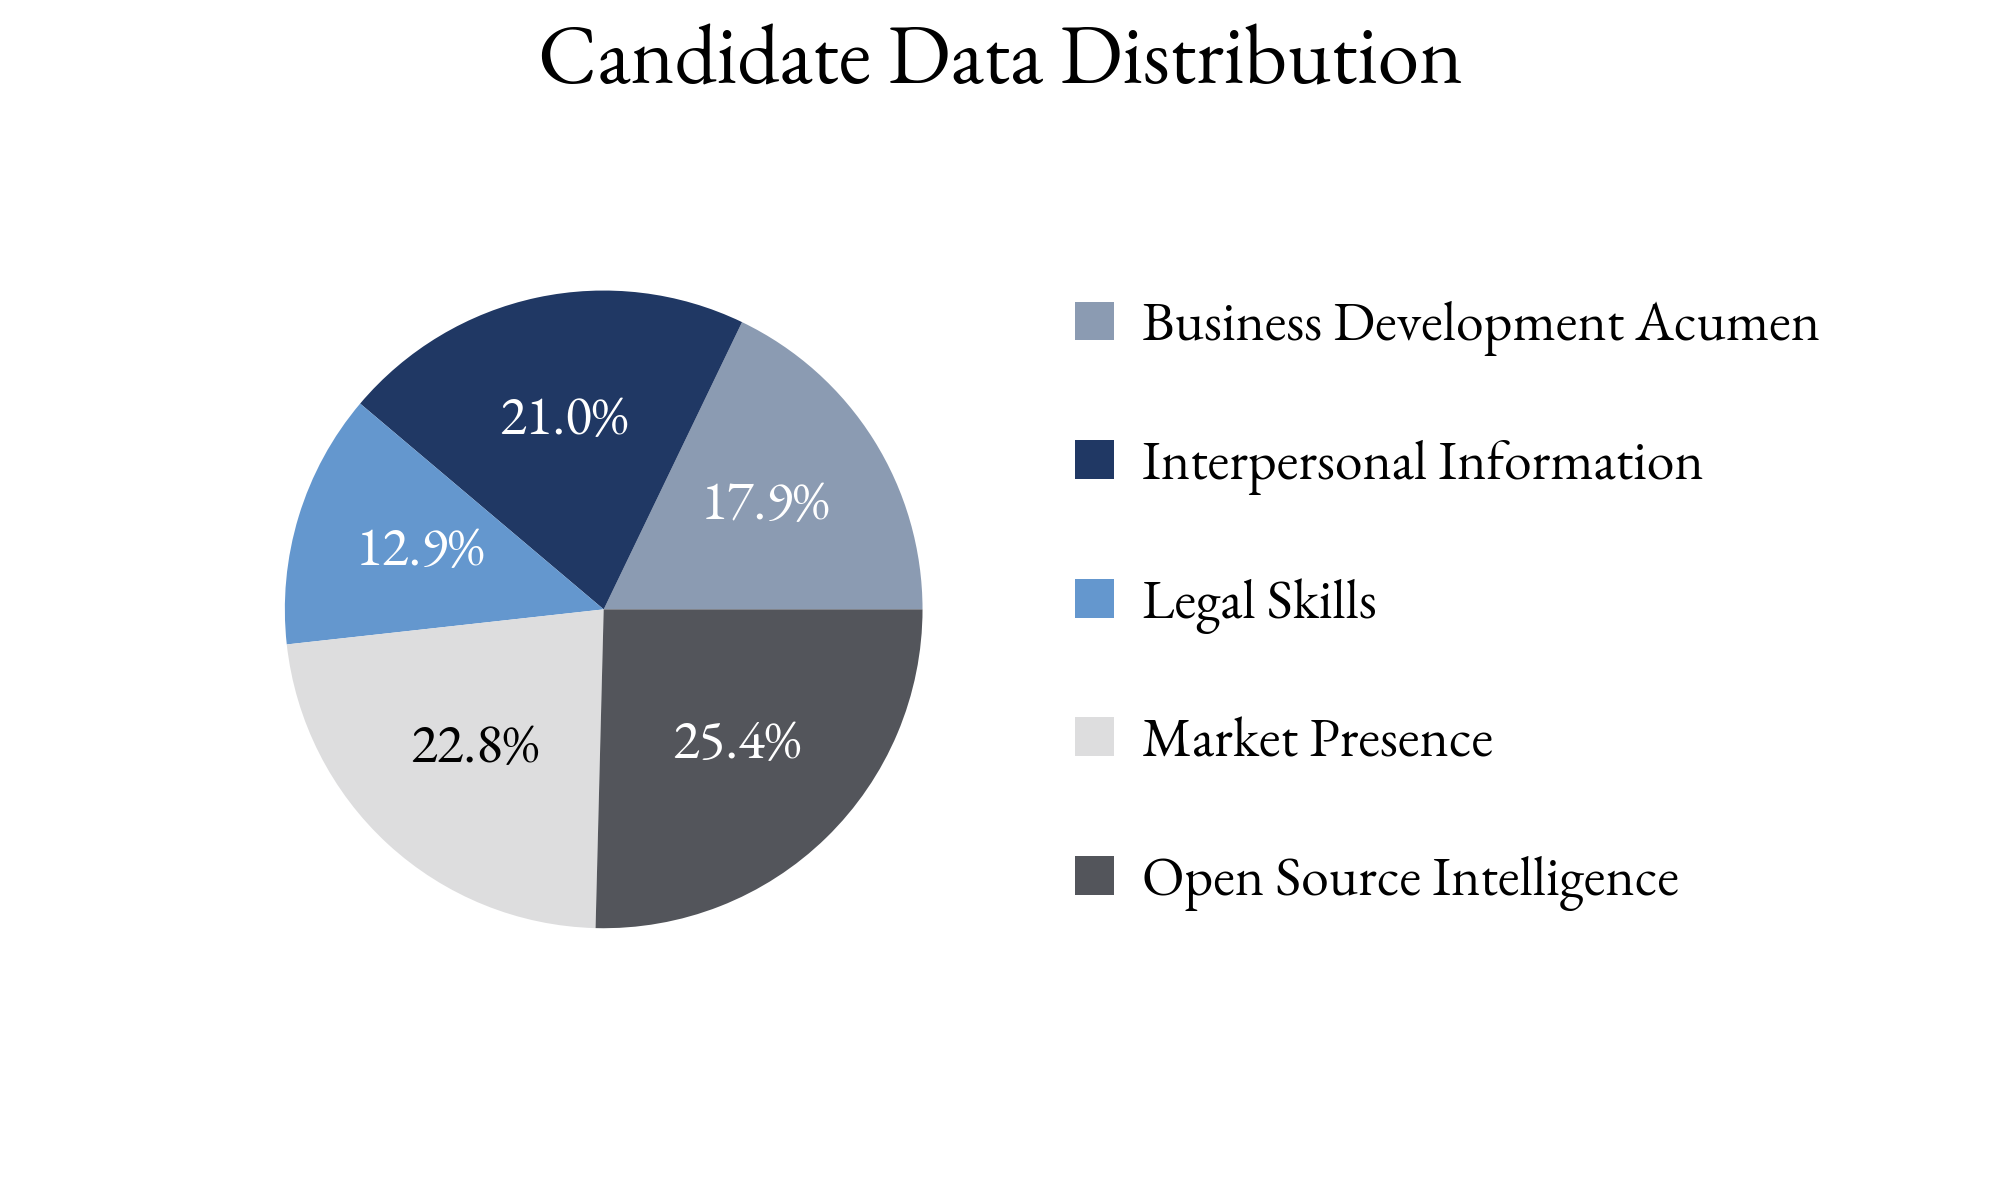 Candidate Data Distribution
21.0%
17.9%
12.9%
22.8%
25.4%
Business Development Acumen
Interpersonal Information
Legal Skills
Market Presence
Open Source Intelligence